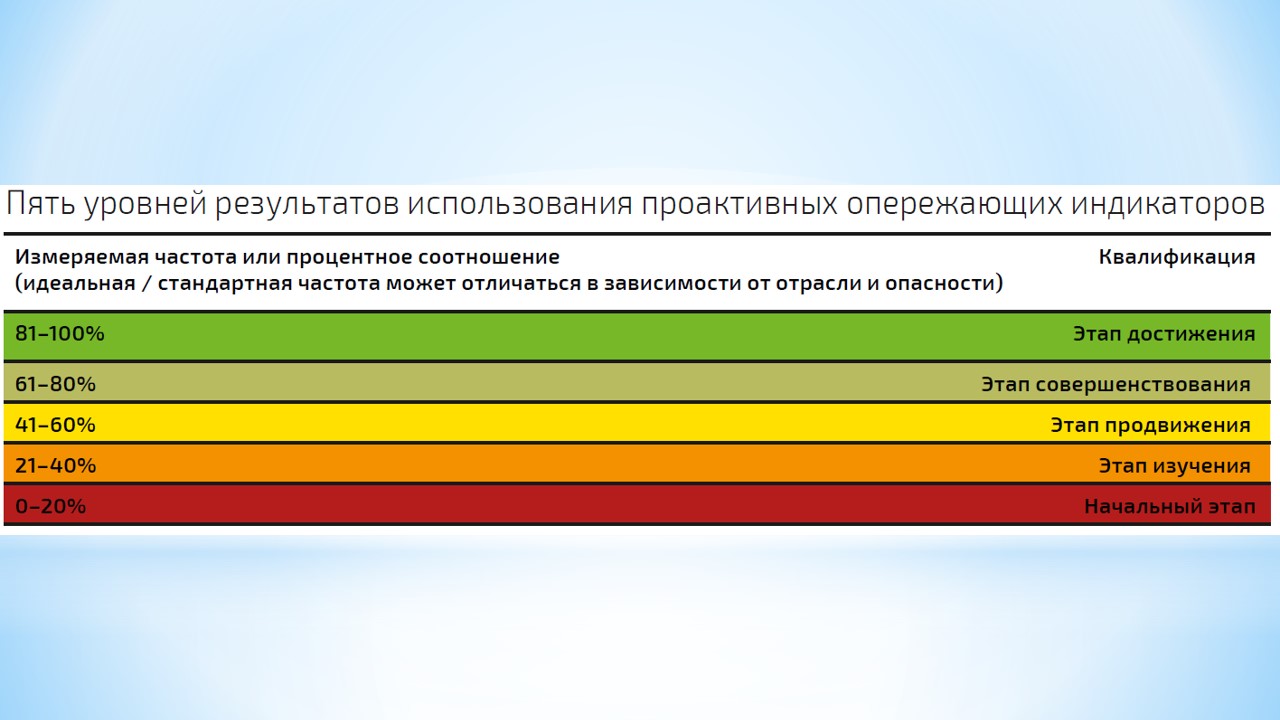 Пять уровней результатов использования проактивных опережающих индикаторов
Измеряемая частота или процентное соотношение
(идеальная / стандартная частота может отличаться в зависимости от отрасли и опасности)
Квалификация
81–100% Этап достижения
61–80% Этап совершенствования
41–60% Этап продвижения
21–40% Этап изучения
0–20% Начальный этап